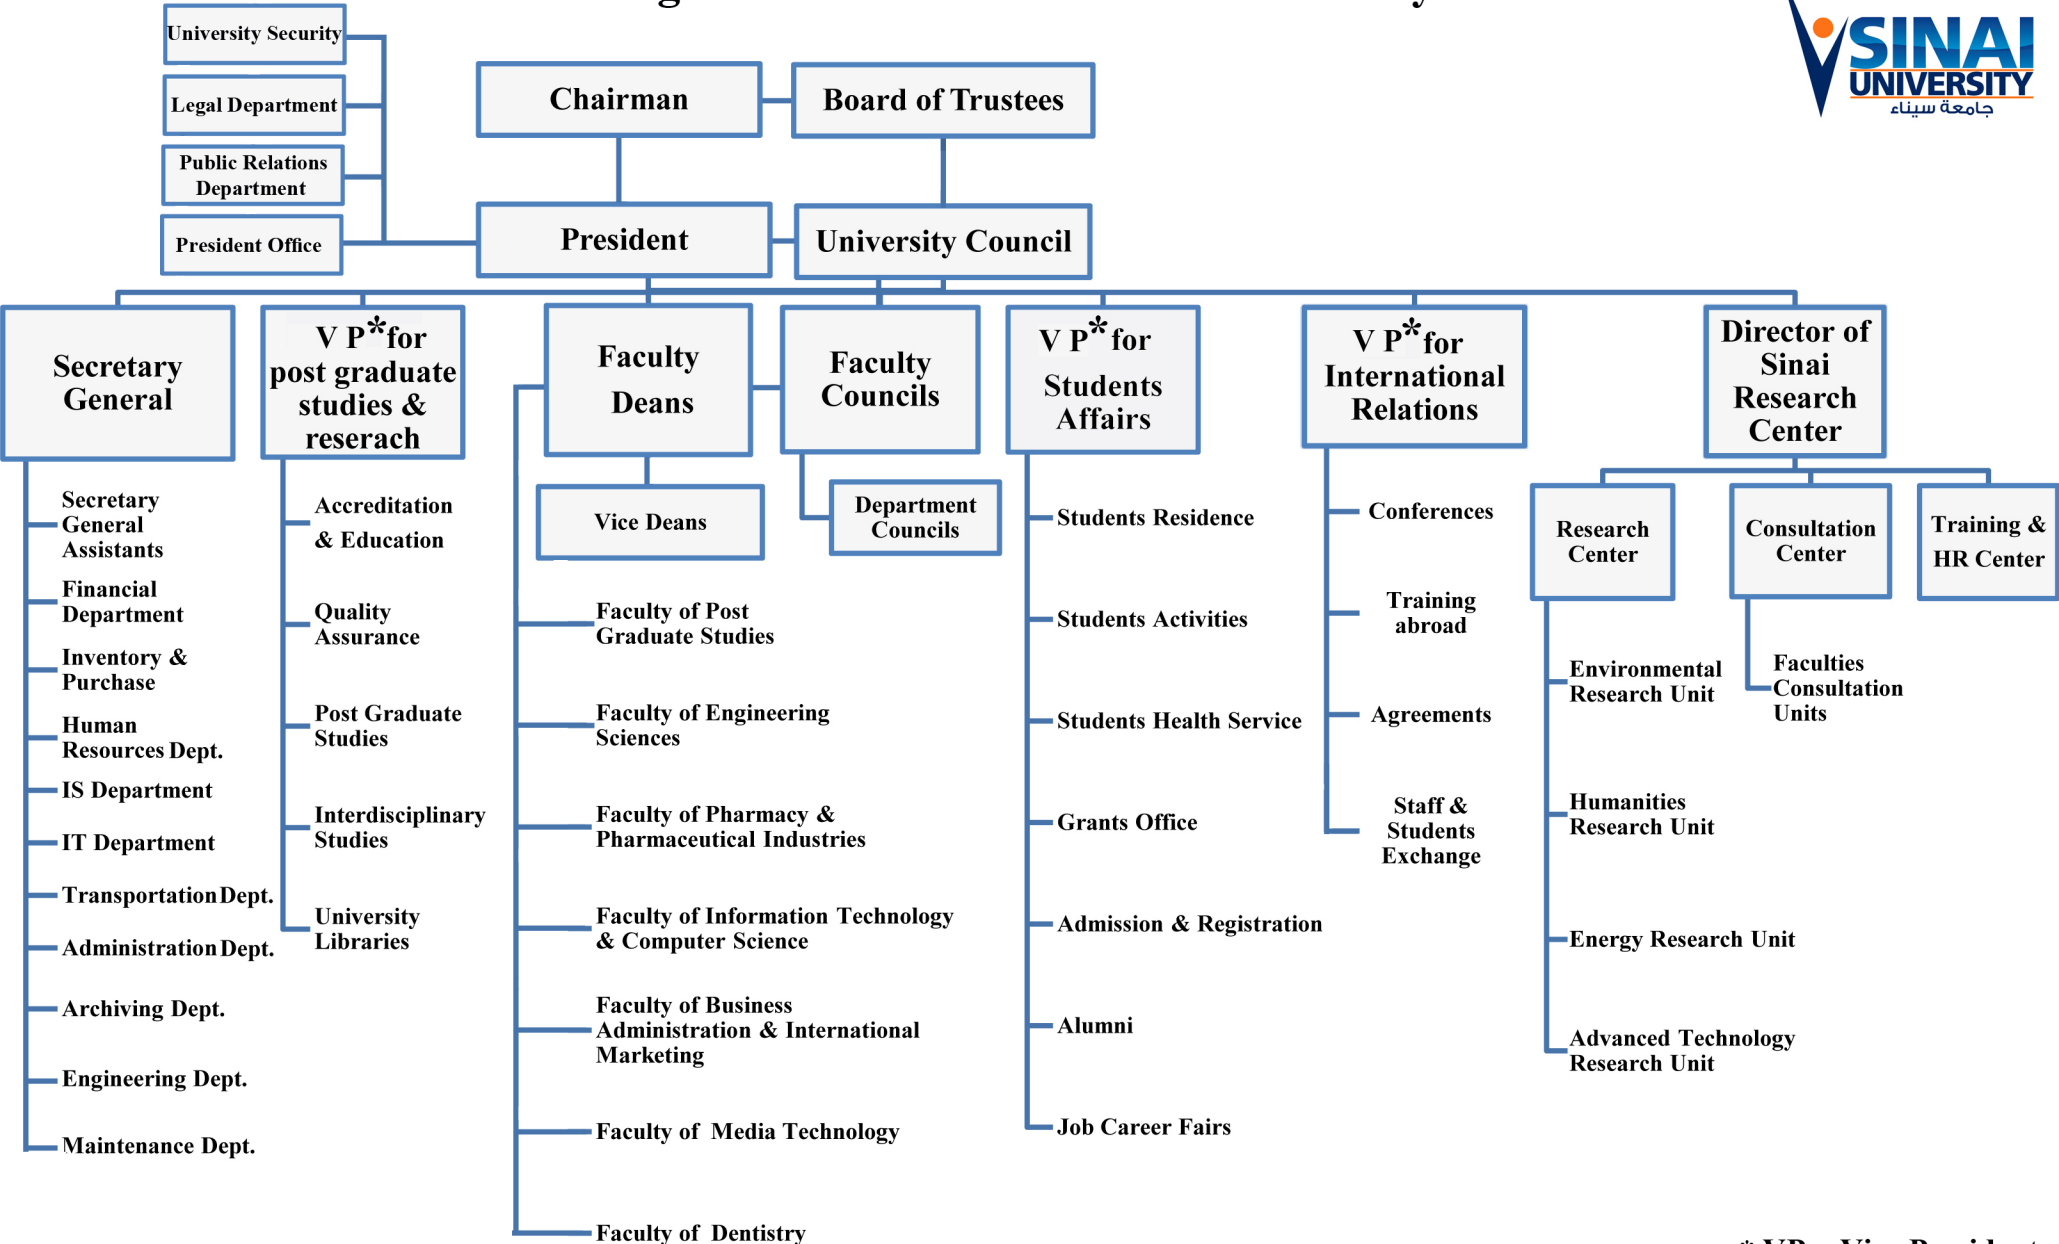 University Security
Legal Department
Public Relations
Department
President Office
Chairman
Board of Trustees
President
University Council
SINAI
UNIVERSITY
جامعة سيناء
Secretary
General
Secretary
General
Assistants
Financial
Department
Inventory &
Purchase
Human
Resources Dept.
IS Department
IT Department
Transportation Dept.
Administration Dept.
Archiving Dept.
Engineering Dept.
Maintenance Dept.
V P* for
post graduate
studies &
reserach
Accreditation
& Education
Quality
Assurance
Post Graduate
Studies
Interdisciplinary
Studies
University
Libraries
Faculty
Deans
Vice Deans
Faculty of Post
Graduate Studies
Faculty of Engineering
Sciences
Faculty of Pharmacy &
Pharmaceutical Industries
Faculty of Information Technology
& Computer Science
Faculty of Business
Administration & International
Marketing
Faculty of Media Technology
Faculty of Dentistry
Faculty
Councils
Department
Councils
V P* for
Students
Affairs
Students Residence
Students Activities
Students Health Service
Grants Office
Admission & Registration
Alumni
Job Career Fairs
V P* for
International
Relations
Conferences
Training
abroad
Agreements
Staff &
Students
Exchange
Director of
Sinai
Research
Center
Research
Center
Environmental
Research Unit
Humanities
Research Unit
Energy Research Unit
Advanced Technology
Research Unit
Consultation
Center
Faculties
Consultation
Units
Training &
HR Center